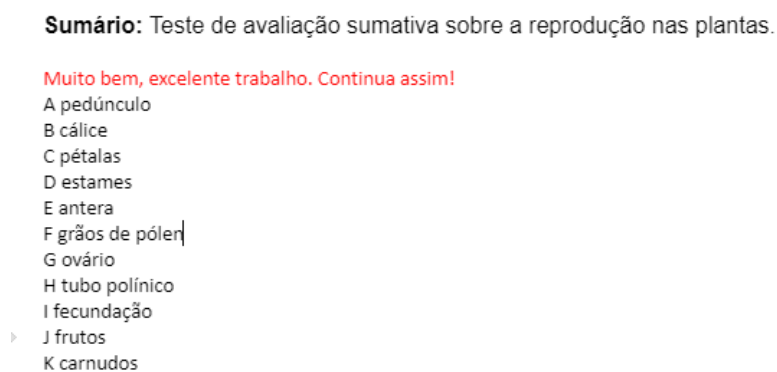 Sumário: Teste de avaliação sumativa sobre a reprodução nas plantas.
Muito bem, excelente trabalho. Continua assim!
A pedúnculo
B cálice
C pétalas
D estames
E antera
F grãos de pólen
G ovário
H tubo polínico
I fecundação
J frutos
K carnudos